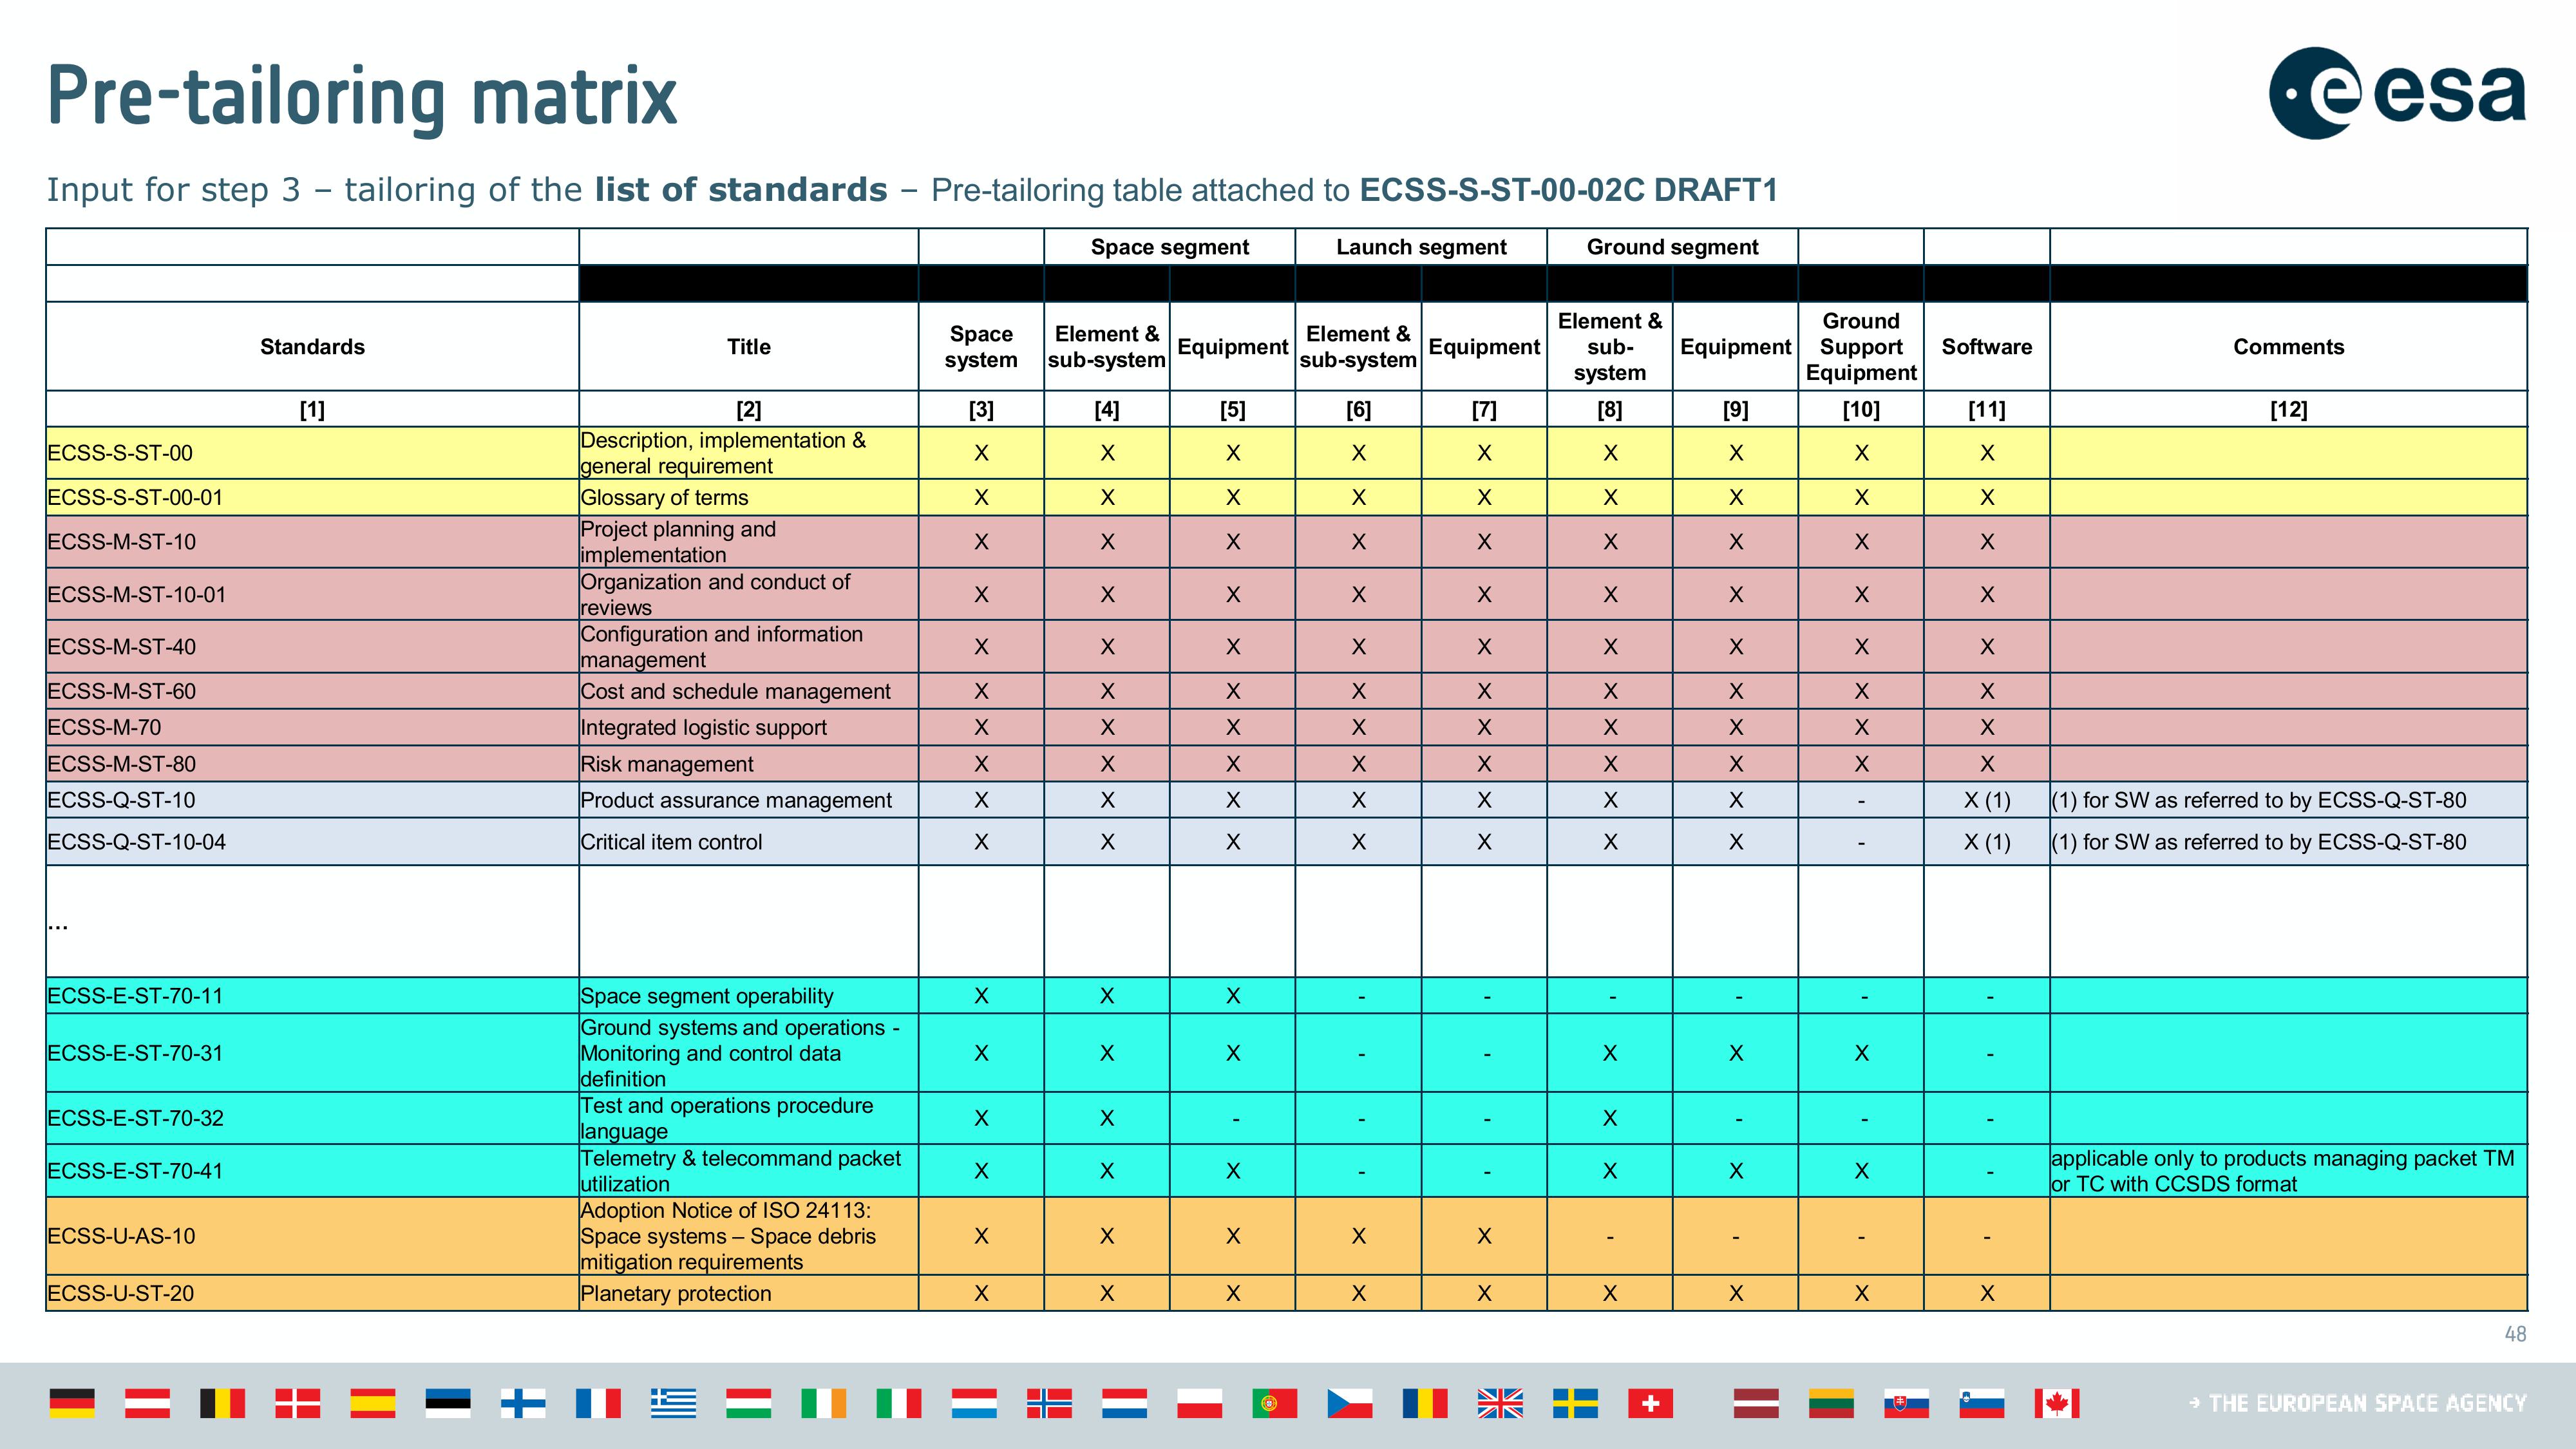 Pre-tailoring matrix
esa
Input for step 3 – tailoring of the list of standards – Pre-tailoring table attached to ECSS-S-ST-00-02C DRAFT1
Space segment Launch segment Ground segment
Standards Title Space system Element & sub-system Equipment Element & sub-system Equipment Element & sub-system Equipment Ground Support Equipment Software Comments
[1] [2] [3] [4] [5] [6] [7] [8] [9] [10] [11] [12]
ECSS-S-ST-00 Description, implementation & general requirement X X X X X X X X X
ECSS-S-ST-00-01 Glossary of terms X X X X X X X X X
ECSS-M-ST-10 Project planning and implementation X X X X X X X X X
ECSS-M-ST-10-01 Organization and conduct of reviews X X X X X X X X X
ECSS-M-ST-40 Configuration and information management X X X X X X X X X
ECSS-M-ST-60 Cost and schedule management X X X X X X X X X
ECSS-M-70 Integrated logistic support X X X X X X X X X
ECSS-M-ST-80 Risk management X X X X X X X X X
ECSS-Q-ST-10 Product assurance management X X X X X X X - X (1) (1) for SW as referred to by ECSS-Q-ST-80
ECSS-Q-ST-10-04 Critical item control X X X X X X X - X (1) (1) for SW as referred to by ECSS-Q-ST-80
...
ECSS-E-ST-70-11 Space segment operability X X X - - - - - -
ECSS-E-ST-70-31 Ground systems and operations - Monitoring and control data definition X X X - - X X X -
ECSS-E-ST-70-32 Test and operations procedure language X X - - - X - - -
ECSS-E-ST-70-41 Telemetry & telecommand packet utilization X X X - - X X X - applicable only to products managing packet TM or TC with CCSDS format
ECSS-U-AS-10 Adoption Notice of ISO 24113: Space systems – Space debris mitigation requirements X X X X X - - - -
ECSS-U-ST-20 Planetary protection X X X X X X X X X
48
→ THE EUROPEAN SPACE AGENCY